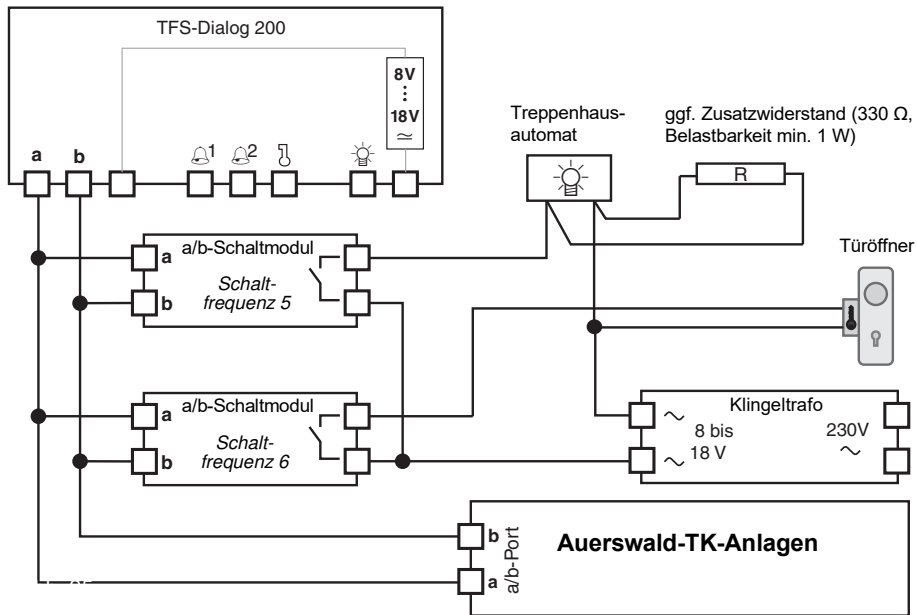 TFS-Dialog 200
8V
18V
a
b
1
2
Treppenhaus-
automat
ggf. Zusatzwiderstand (330 Ω,
Belastbarkeit min. 1 W)
R
Türöffner
a/b-Schaltmodul
a
b
Schalt-
frequenz 5
a/b-Schaltmodul
a
b
Schalt-
frequenz 6
Klingeltrafo
8 bis
18 V
230V
b
a
a/b-Port
Auerswald-TK-Anlagen